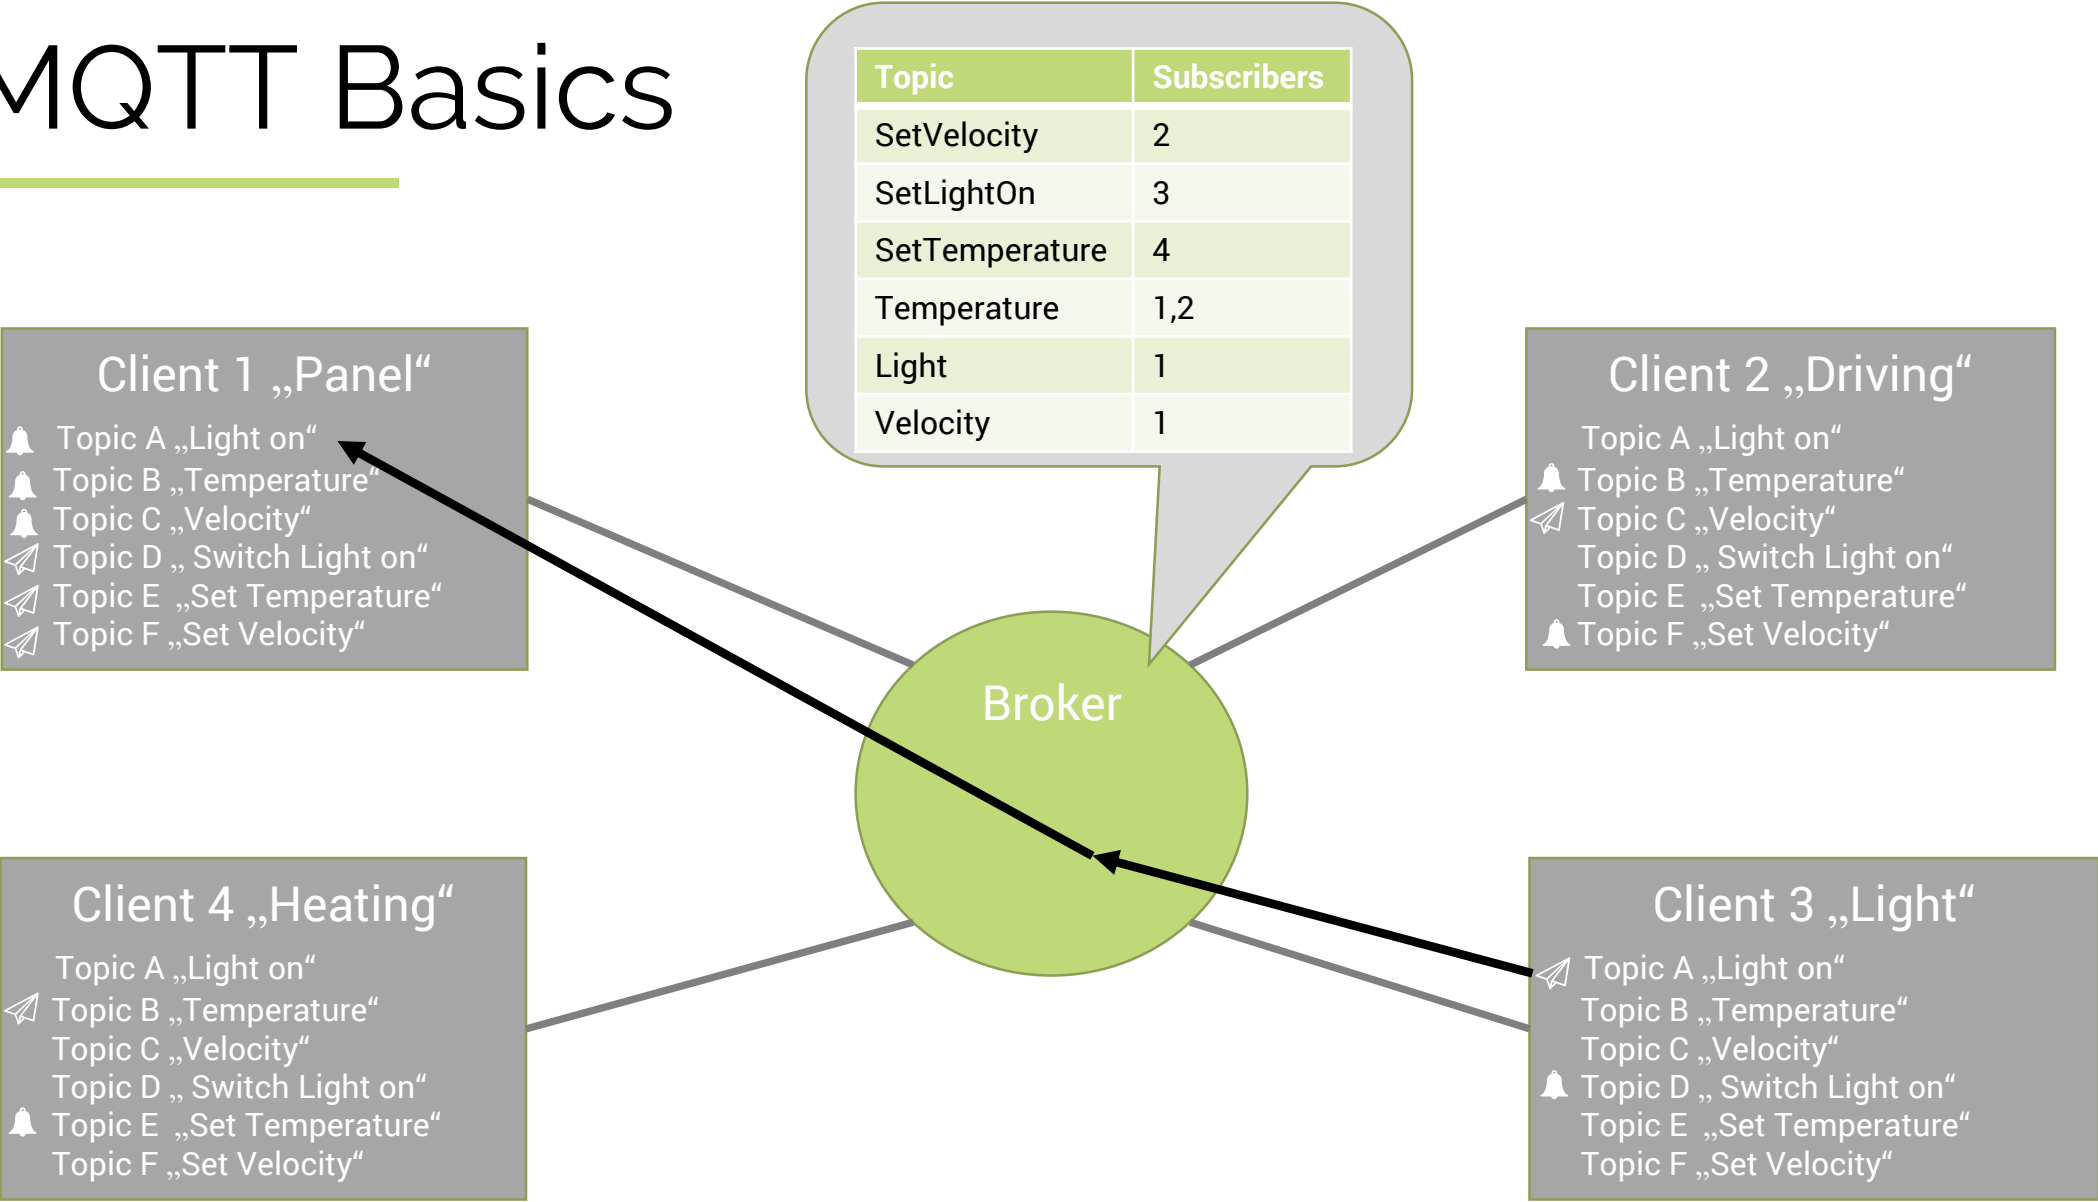 MQTT Basics
Topic Subscribers
SetVelocity 2
SetLightOn 3
SetTemperature 4
Temperature 1,2
Light 1
Velocity 1
Client 1 „Panel“
Topic A „Light on“
Topic B „Temperature“
Topic C „Velocity“
Topic D „ Switch Light on“
Topic E „Set Temperature“
Topic F „Set Velocity“
Client 2 „Driving“
Topic A „Light on“
Topic B „Temperature“
Topic C „Velocity“
Topic D „ Switch Light on“
Topic E „Set Temperature“
Topic F „Set Velocity“
Broker
Client 4 „Heating“
Topic A „Light on“
Topic B „Temperature“
Topic C „Velocity“
Topic D „ Switch Light on“
Topic E „Set Temperature“
Topic F „Set Velocity“
Client 3 „Light“
Topic A „Light on“
Topic B „Temperature“
Topic C „Velocity“
Topic D „ Switch Light on“
Topic E „Set Temperature“
Topic F „Set Velocity“